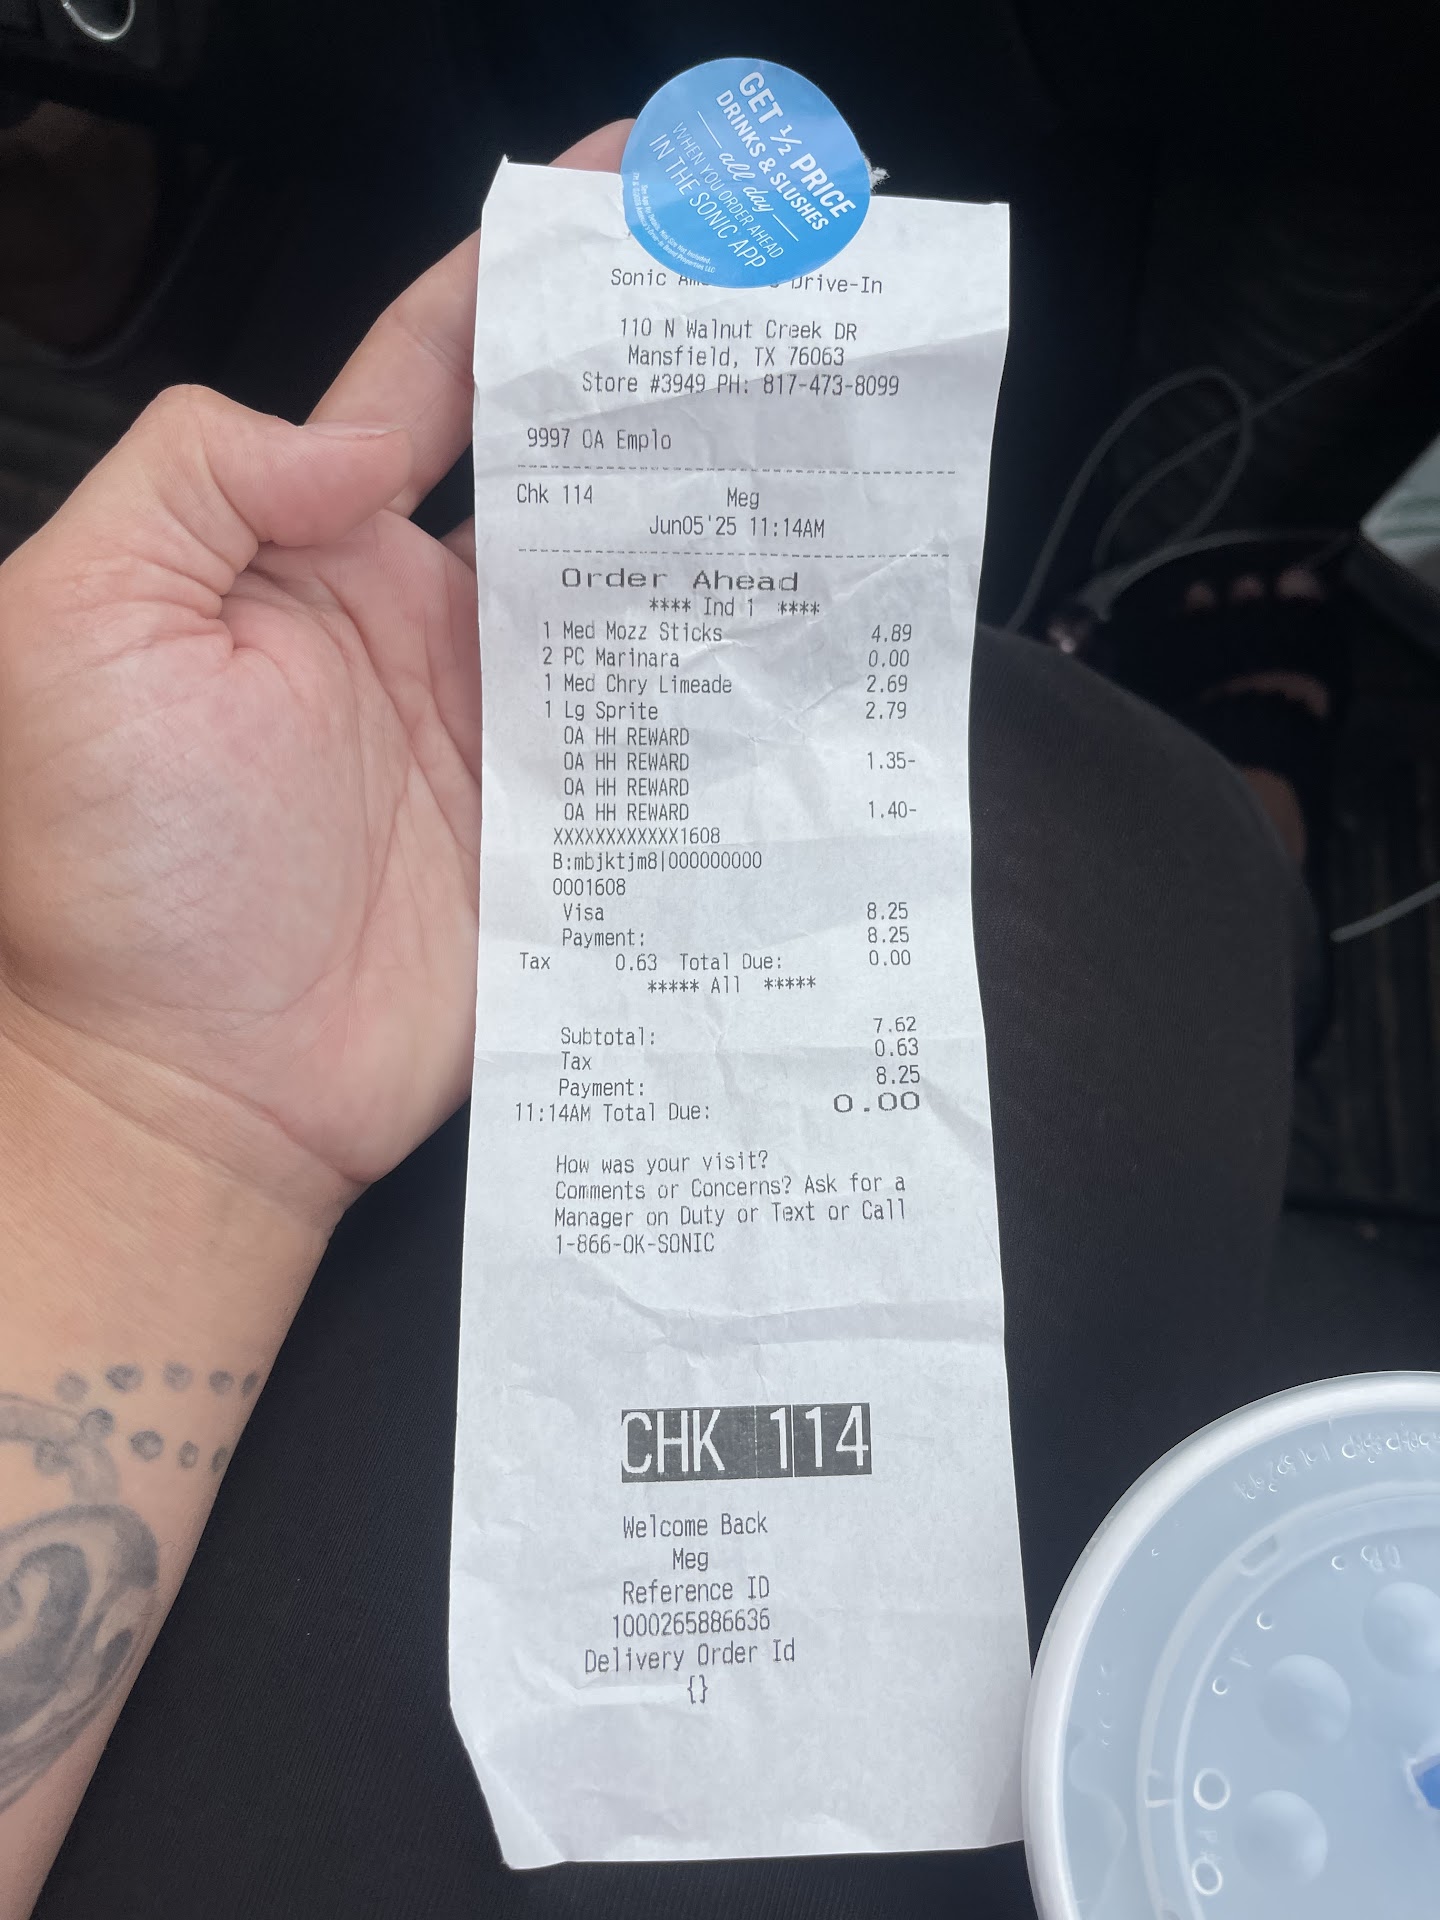 GET 1/2 PRICE
DRINKS & SLUSHES
all day
WHEN YOU ORDER AHEAD
IN THE SONIC APP
Sonic Drive-In
110 N Walnut Creek DR
Mansfield, TX 76063
Store #3949 PH: 817-473-8099
9997 OA Emplo
Chk 114 Meg
Jun05'25 11:14AM
Order Ahead
**** Ind 1 ****
1 Med Mozz Sticks 4.89
2 PC Marinara 0.00
1 Med Chry Limeade 2.69
1 Lg Sprite 2.79
OA HH REWARD
OA HH REWARD 1.35-
OA HH REWARD
OA HH REWARD 1.40-
XXXXXXXXXXXX1608
B:mbjktjm8|000000000
0001608
Visa 8.25
Payment: 8.25
Tax 0.63 Total Due: 0.00
***** All *****
Subtotal: 7.62
Tax 0.63
Payment: 8.25
11:14AM Total Due: 0.00
How was your visit?
Comments or Concerns? Ask for a
Manager on Duty or Text or Call
1-866-OK-SONIC
CHK 114
Welcome Back
Meg
Reference ID
1000265886636
Delivery Order Id
{}